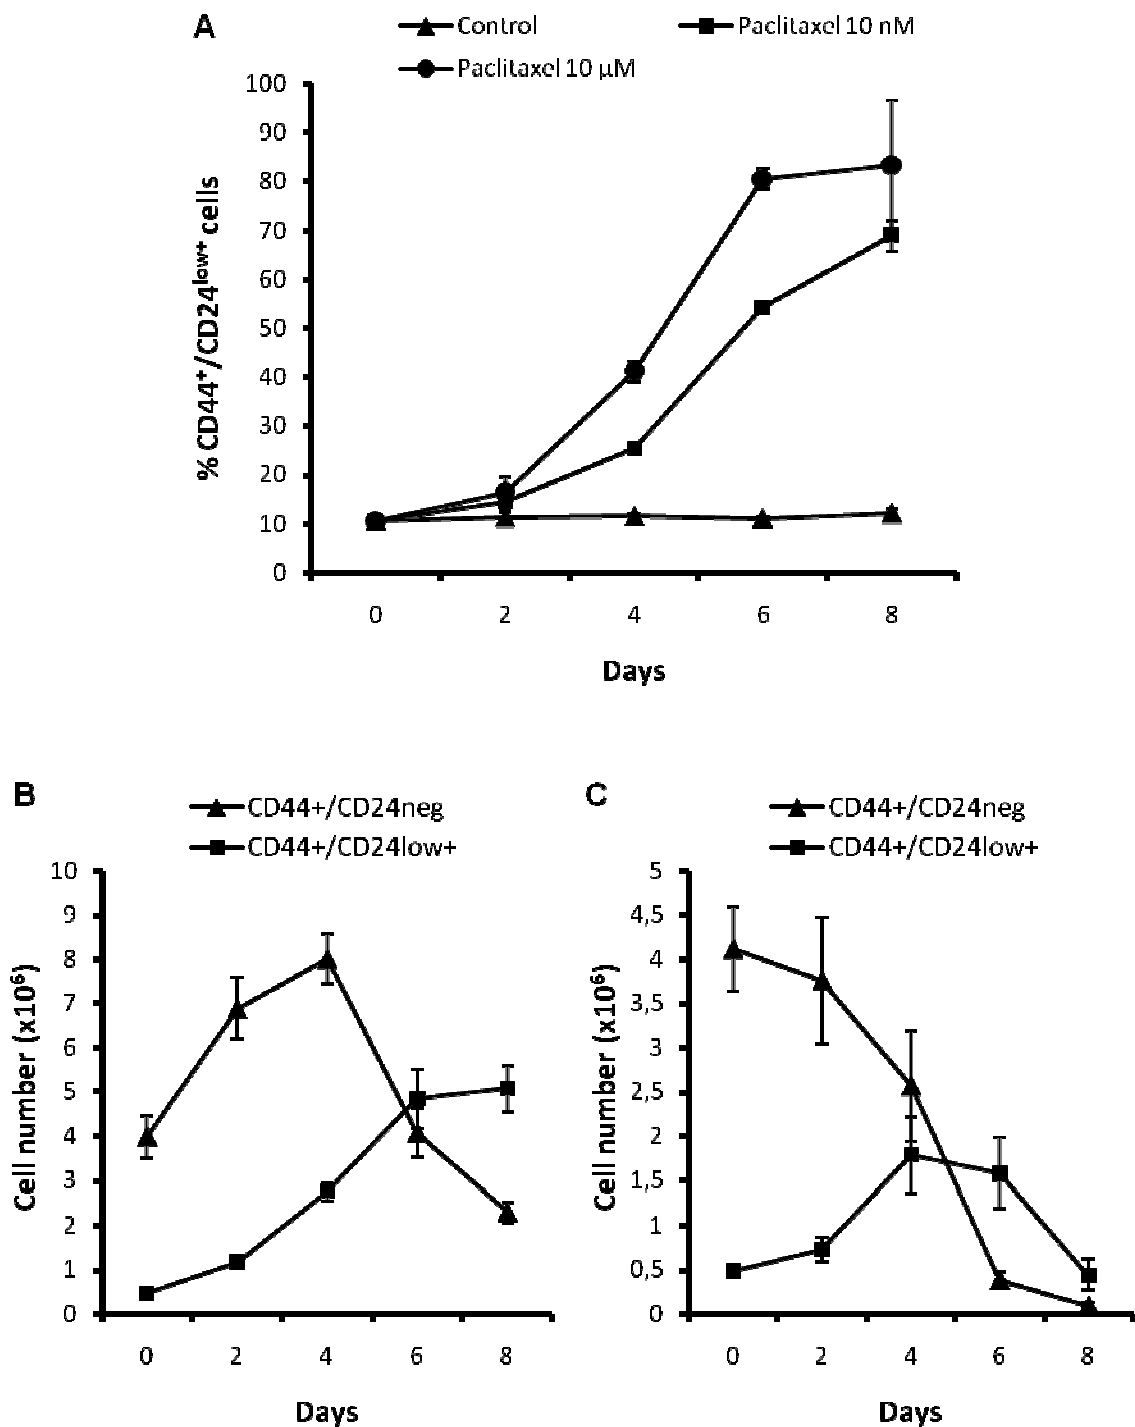 A
Control
Paclitaxel 10 nM
Paclitaxel 10 µM
100
90
80
70
60
50
40
30
20
10
0
% CD44⁺/CD24ˡᵒʷ⁺ cells
0 2 4 6 8
Days
B
CD44+/CD24neg
CD44+/CD24low+
10
9
8
7
6
5
4
3
2
1
0
Cell number (x10⁶)
0 2 4 6 8
Days
C
CD44+/CD24neg
CD44+/CD24low+
5
4,5
4
3,5
3
2,5
2
1,5
1
0,5
0
Cell number (x10⁶)
0 2 4 6 8
Days